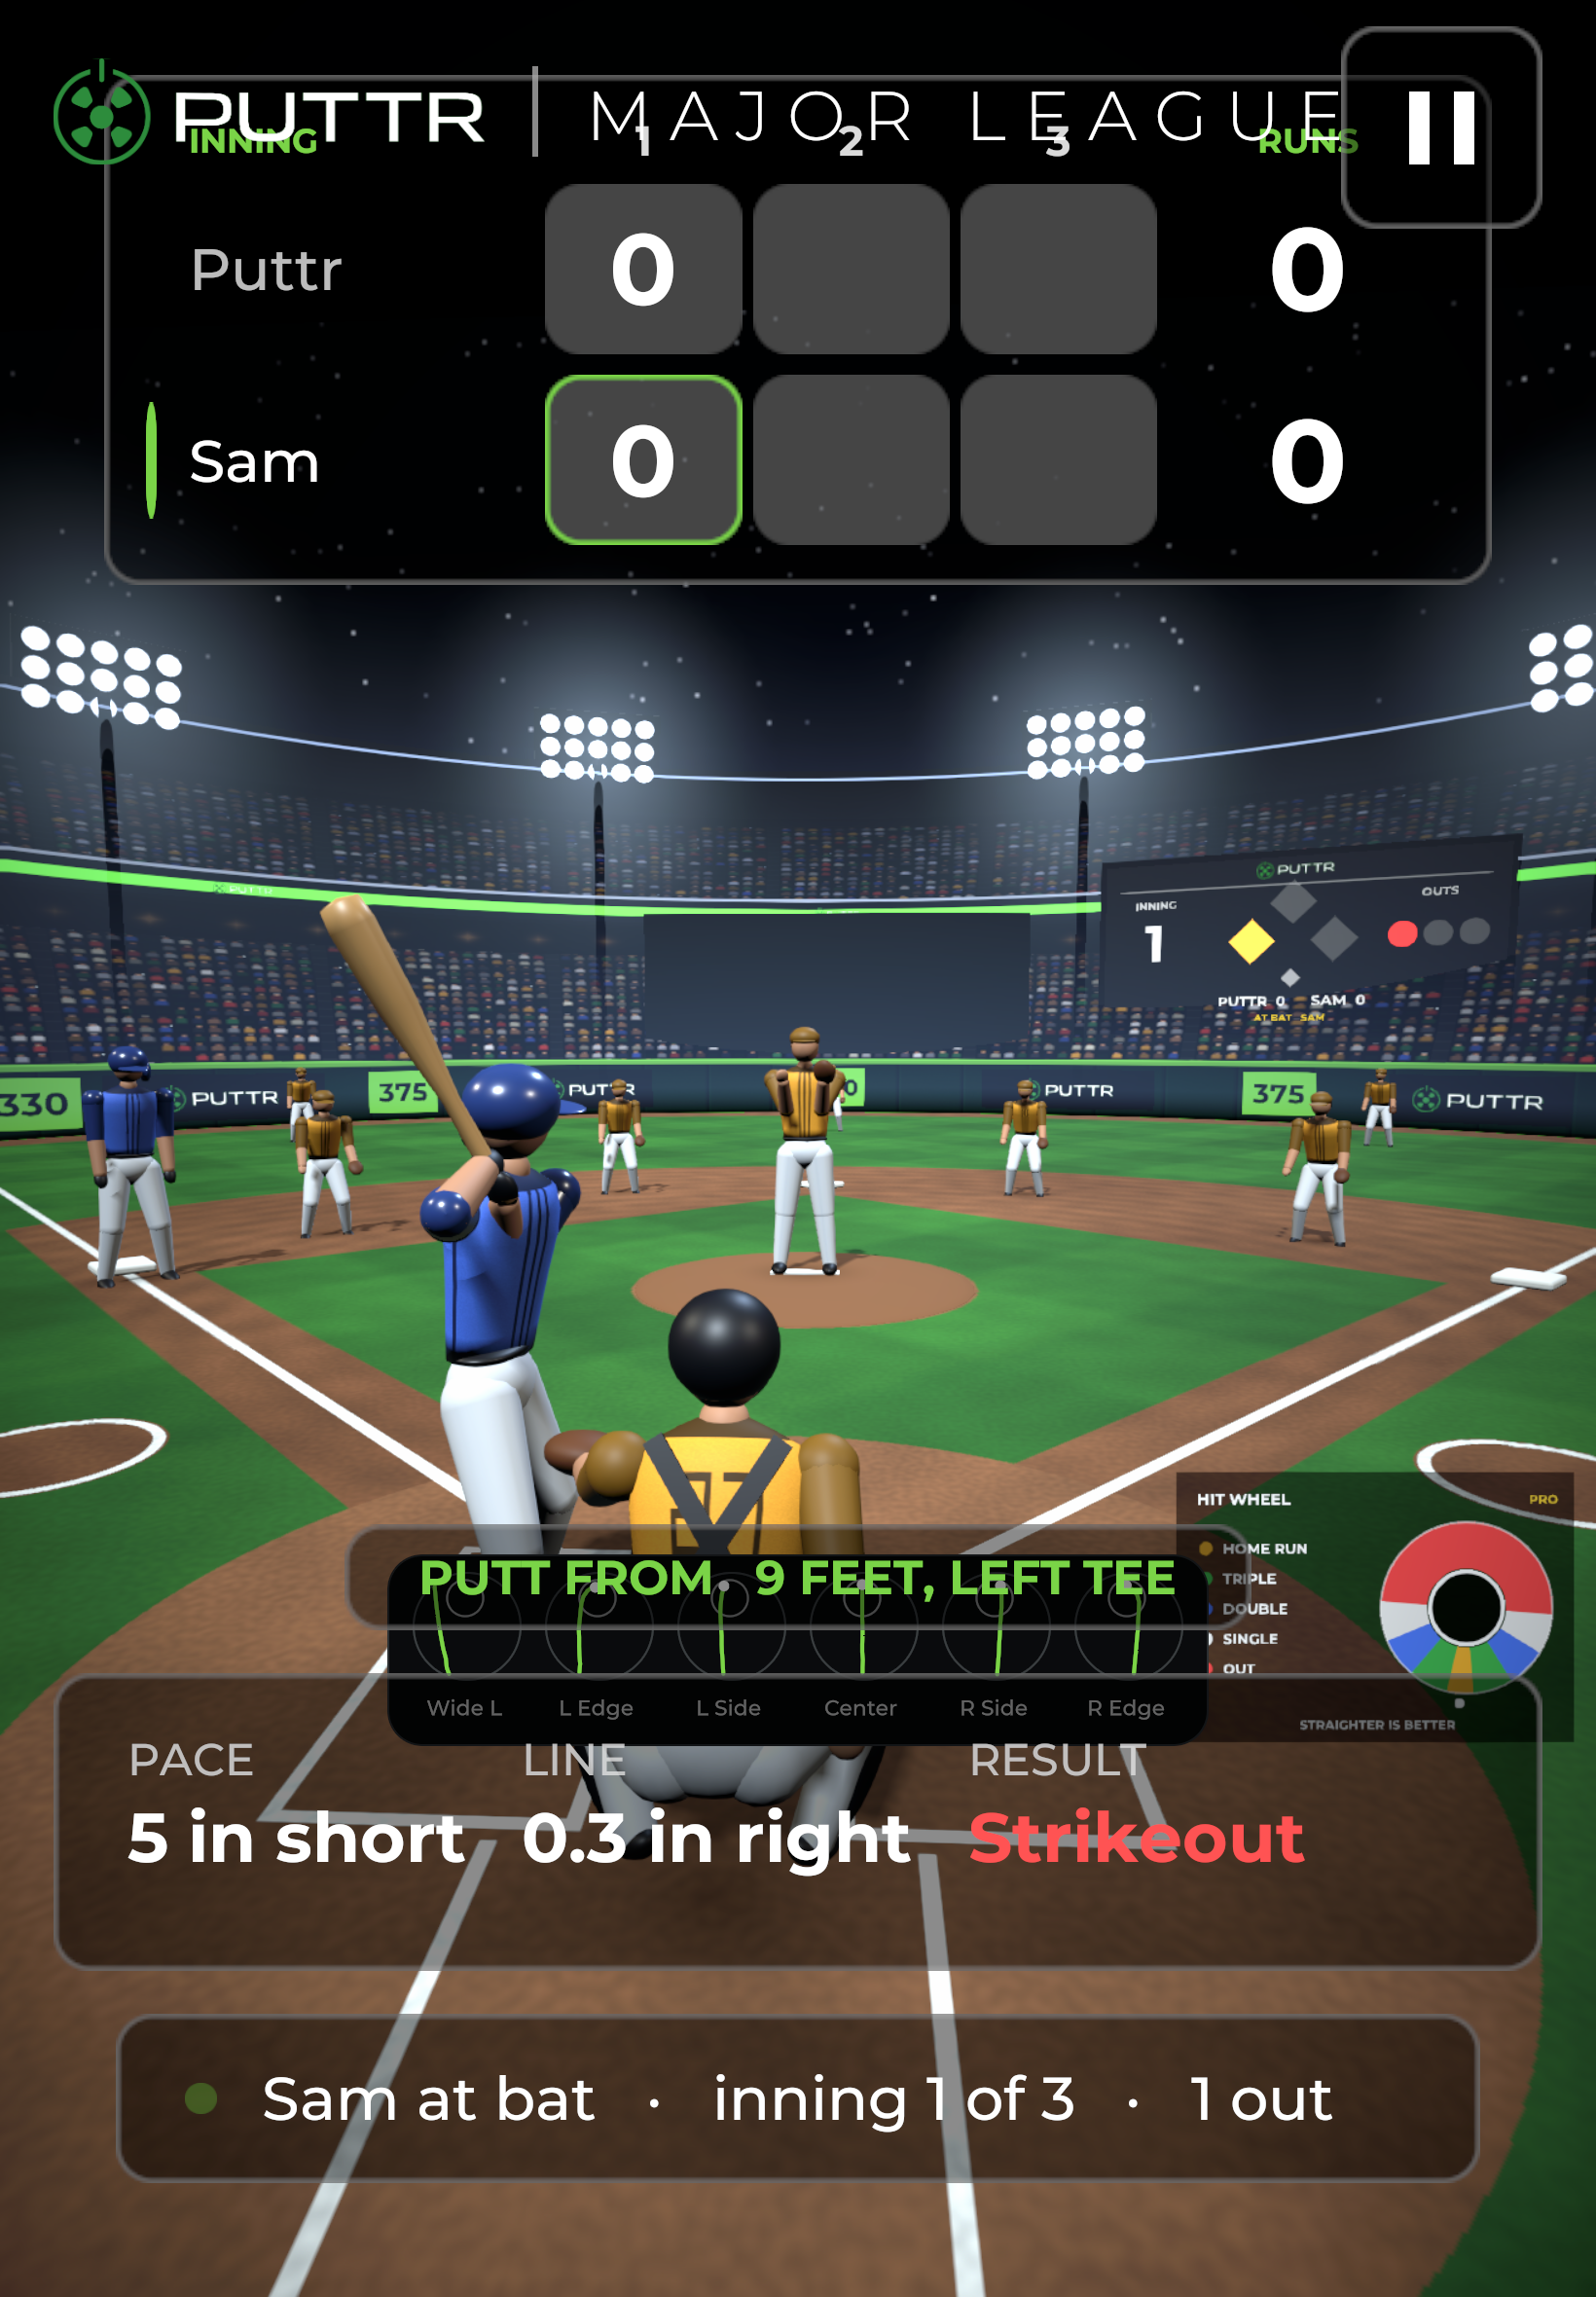 PUTTR | MAJOR LEAGUE
INNING 1 2 3 RUNS
Puttr 0 0
Sam 0 0
PUTTR
INNING OUTS
1
PUTTR 0 SAM 0
AT BAT SAM
PUTTR
330 PUTTR 375 PUTTR 0 PUTTR 375 PUTTR
HIT WHEEL PRO
HOME RUN
TRIPLE
DOUBLE
SINGLE
OUT
STRAIGHTER IS BETTER
PUTT FROM · 9 FEET, LEFT TEE
Wide L L Edge L Side Center R Side R Edge
PACE LINE RESULT
5 in short 0.3 in right Strikeout
Sam at bat · inning 1 of 3 · 1 out